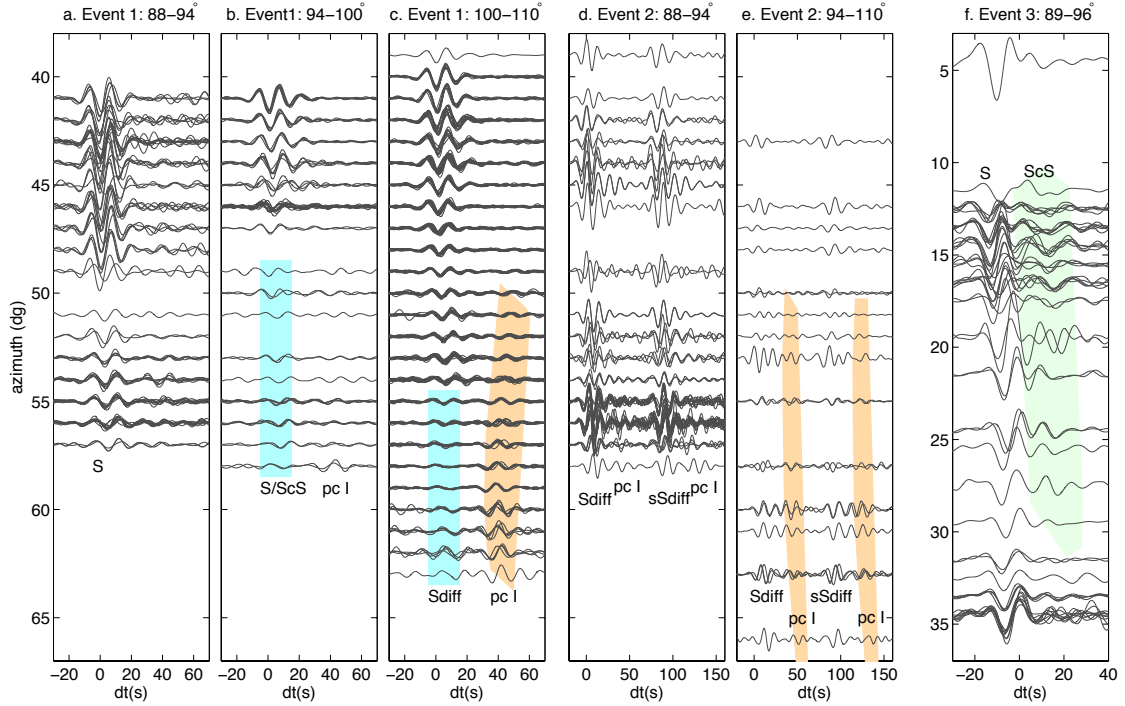 a. Event 1: 88−94°
b. Event1: 94−100°
c. Event 1: 100−110°
d. Event 2: 88−94°
e. Event 2: 94−110°
f. Event 3: 89−96°
azimuth (dg)
40
45
50
55
60
65
5
10
15
20
25
30
35
S
S/ScS pc I
Sdiff pc I
Sdiff pc I sSdiff pc I
Sdiff sSdiff
pc I pc I
S ScS
−20 0 20 40 60
−20 0 20 40 60
−20 0 20 40 60
0 50 100 150
0 50 100 150
−20 0 20 40
dt(s) dt(s) dt(s) dt(s) dt(s) dt(s)